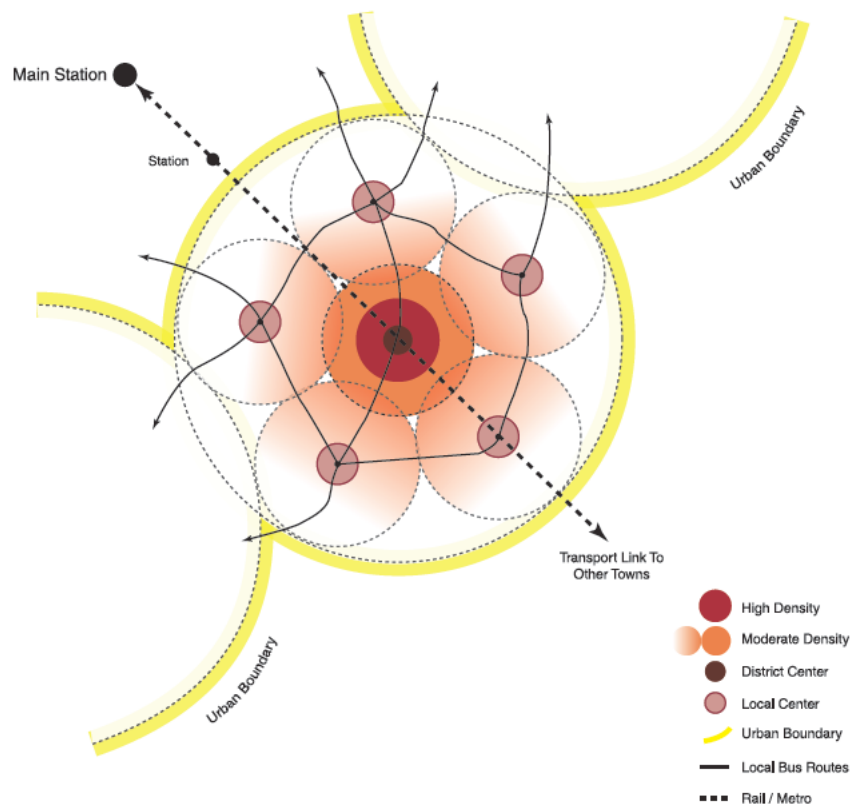 Main Station
Station
Urban Boundary
Transport Link To
Other Towns
Urban Boundary
High Density
Moderate Density
District Center
Local Center
Urban Boundary
Local Bus Routes
Rail / Metro